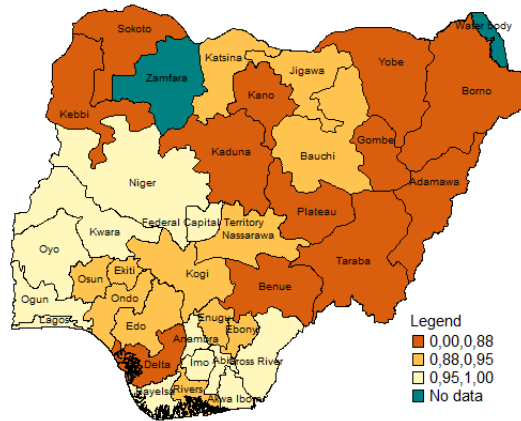 Sokoto
Water body
Katsina
Zamfara
Jigawa
Yobe
Borno
Kano
Kebbi
Gombe
Kaduna
Bauchi
Adamawa
Niger
Plateau
Federal Capital Territory
Kwara
Nassarawa
Oyo
Taraba
Ekiti
Kogi
Osun
Benue
Ogun
Ondo
Enugu
Lagos
Edo
Ebony
Anambra
Delta
Imo
Abia
Cross River
Bayelsa
Rivers
Akwa Ibom
Legend
0,00,0,88
0,88,0,95
0,95,1,00
No data